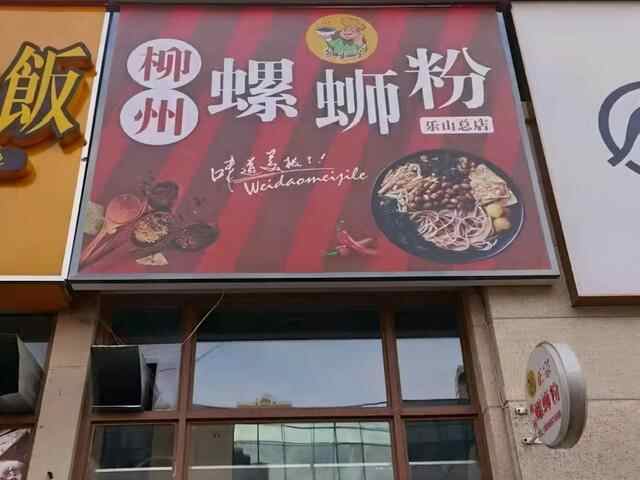 飯
柳州
螺蛳粉
乐山总店
味道美极了!
Weidaomeijile
螺蛳粉